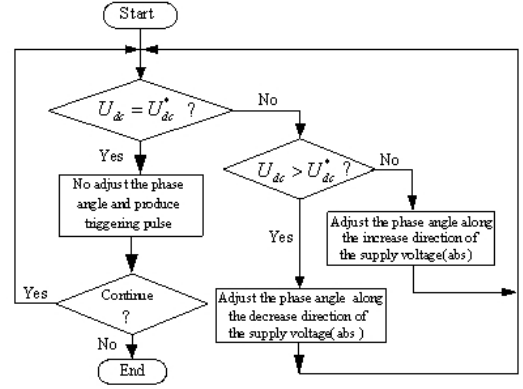 Start
U_dc = U*_dc ?
No
Yes
U_dc > U*_dc ?
No
No adjust the phase
angle and produce
triggering pulse
Adjust the phase angle along
the increase direction of
the supply voltage(abs)
Yes
Yes
Continue
?
Adjust the phase angle along
the decrease direction of
the supply voltage(abs)
No
End